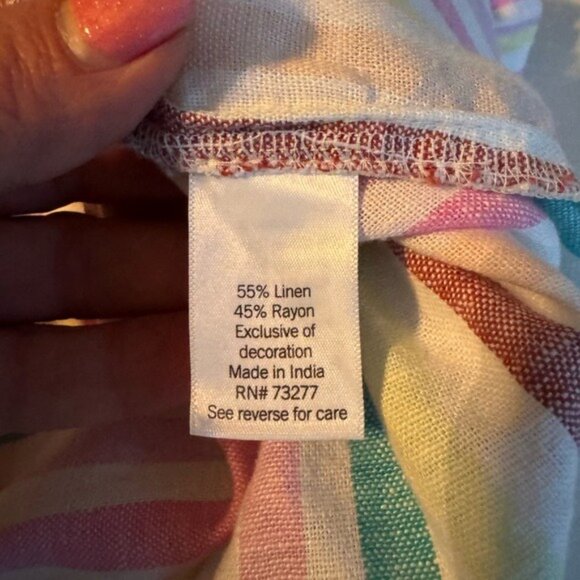 55% Linen
45% Rayon
Exclusive of
decoration
Made in India
RN# 73277
See reverse for care